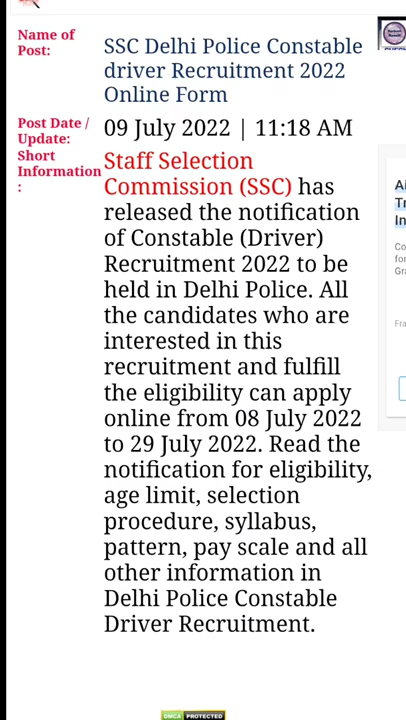 Name of
Post:
SSC Delhi Police Constable
driver Recruitment 2022
Online Form
Post Date /
Update:
09 July 2022 | 11:18 AM
Short
Information
:
Staff Selection
Commission (SSC) has
released the notification
of Constable (Driver)
Recruitment 2022 to be
held in Delhi Police. All
the candidates who are
interested in this
recruitment and fulfill
the eligibility can apply
online from 08 July 2022
to 29 July 2022. Read the
notification for eligibility,
age limit, selection
procedure, syllabus,
pattern, pay scale and all
other information in
Delhi Police Constable
Driver Recruitment.
DMCA PROTECTED